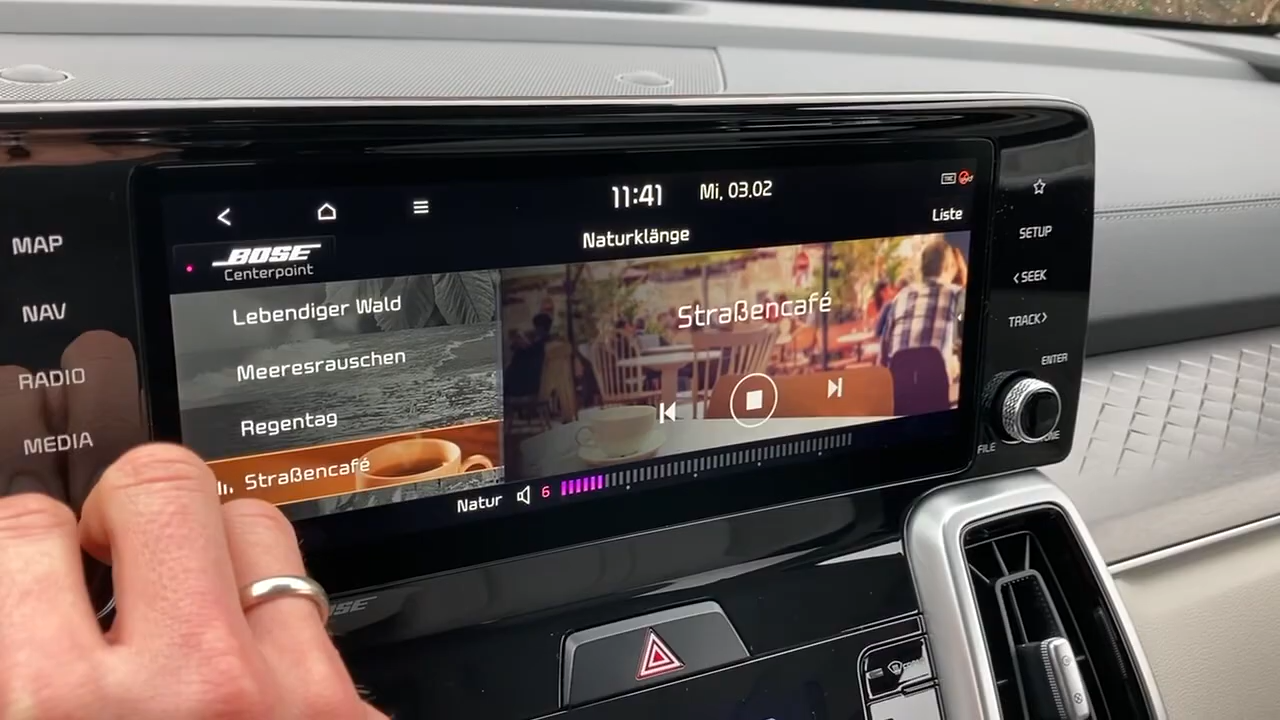 MAP
NAV
RADIO
MEDIA
11:41 Mi, 03.02
Naturklänge
Liste
BOSE
Centerpoint
Lebendiger Wald
Meeresrauschen
Regentag
Straßencafé
Straßencafé
Natur 6
SETUP
< SEEK
TRACK >
ENTER
FILE